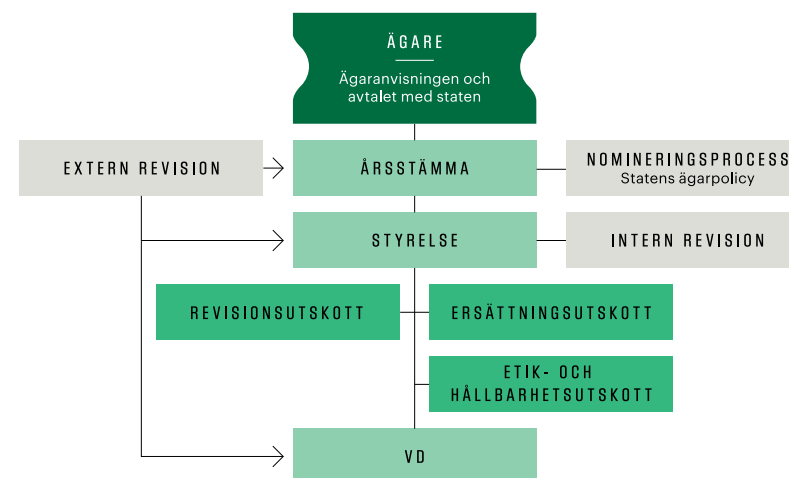 ÄGARE
Ägaranvisningen och
avtalet med staten
EXTERN REVISION
ÅRSSTÄMMA
NOMINERINGSPROCESS
Statens ägarpolicy
STYRELSE
INTERN REVISION
REVISIONSUTSKOTT
ERSÄTTNINGSUTSKOTT
ETIK- OCH
HÅLLBARHETSUTSKOTT
VD